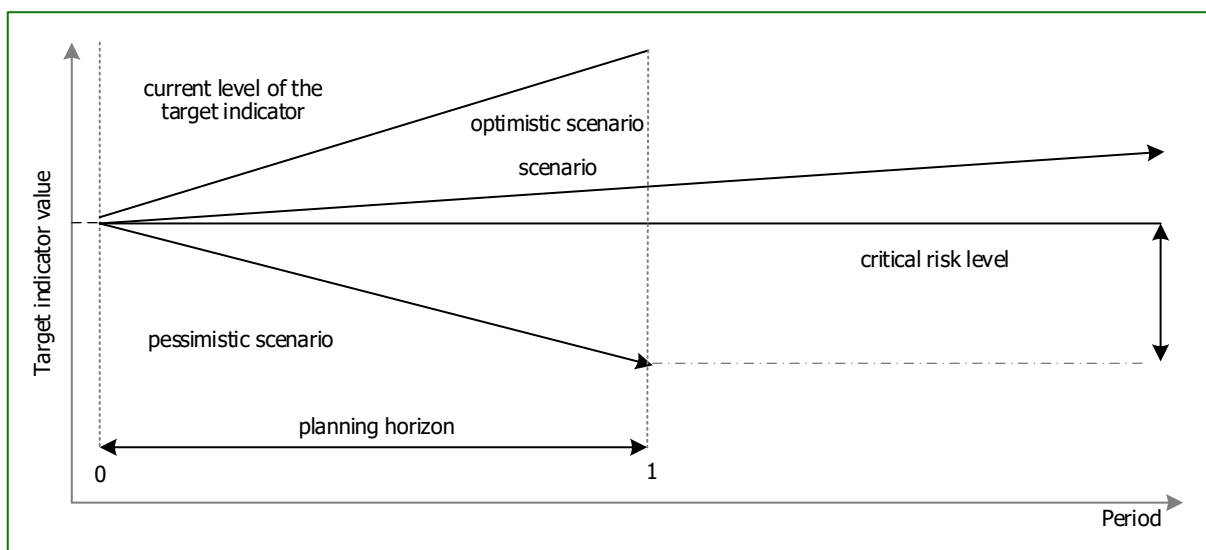 current level of the
target indicator
optimistic scenario
scenario
Target indicator value
critical risk level
pessimistic scenario
planning horizon
0
1
Period